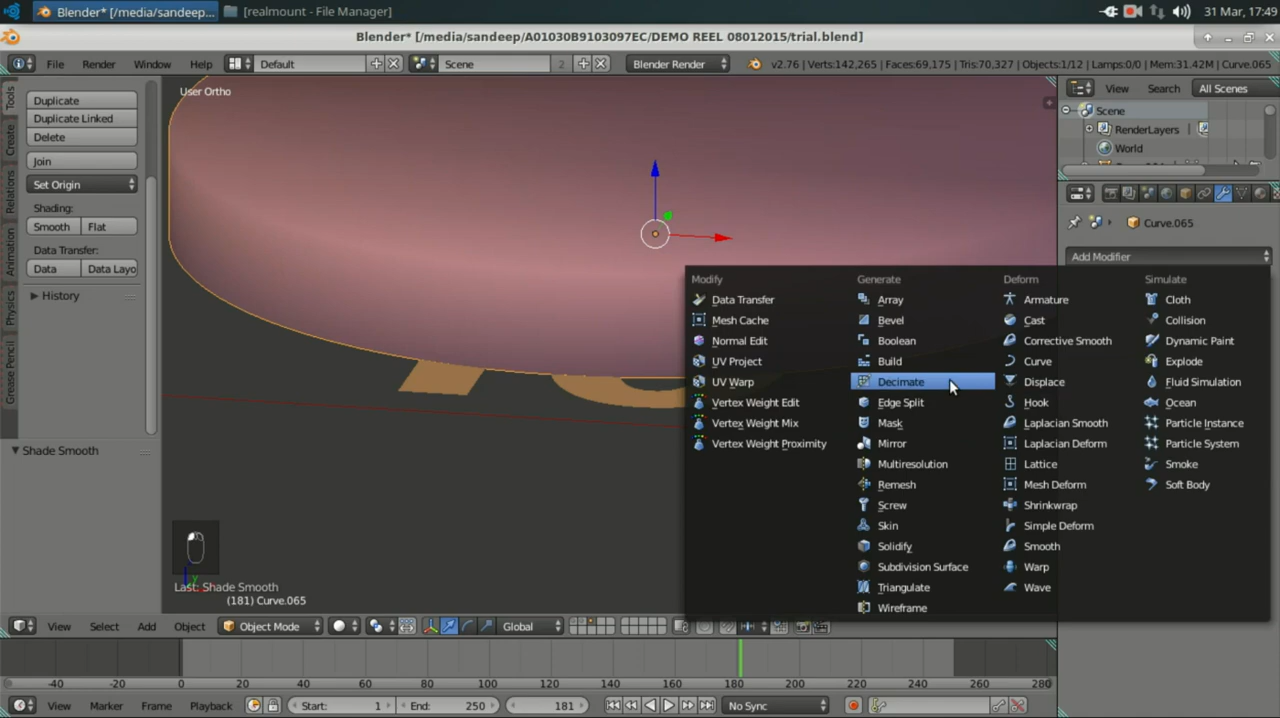 Blender* [/media/sandeep... [realmount - File Manager] 31 Mar, 17:49
Blender* [/media/sandeep/A01030B9103097EC/DEMO REEL 08012015/trial.blend]
File Render Window Help Default Scene 2 Blender Render v2.76 | Verts:142,265 | Faces:69,175 | Tris:70,327 | Objects:1/12 | Lamps:0/0 | Mem:31.42M | Curve.065
Tools
Create
Relations
Animation
Physics
Grease Pencil
Duplicate
Duplicate Linked
Delete
Join
Set Origin
Shading:
Smooth Flat
Data Transfer:
Data Data Layo
History
Shade Smooth
User Ortho
View Search All Scenes
Scene
RenderLayers
World
Curve.065
Add Modifier
Modify
Data Transfer
Mesh Cache
Normal Edit
UV Project
UV Warp
Vertex Weight Edit
Vertex Weight Mix
Vertex Weight Proximity
Generate
Array
Bevel
Boolean
Build
Decimate
Edge Split
Mask
Mirror
Multiresolution
Remesh
Screw
Skin
Solidify
Subdivision Surface
Triangulate
Wireframe
Deform
Armature
Cast
Corrective Smooth
Curve
Displace
Hook
Laplacian Smooth
Laplacian Deform
Lattice
Mesh Deform
Shrinkwrap
Simple Deform
Smooth
Warp
Wave
Simulate
Cloth
Collision
Dynamic Paint
Explode
Fluid Simulation
Ocean
Particle Instance
Particle System
Smoke
Soft Body
y
Last: Shade Smooth
(181) Curve.065
View Select Add Object Object Mode Global
-40 -20 0 20 40 60 80 100 120 140 160 180 200 220 240 260 280
View Marker Frame Playback Start: 1 End: 250 181 No Sync